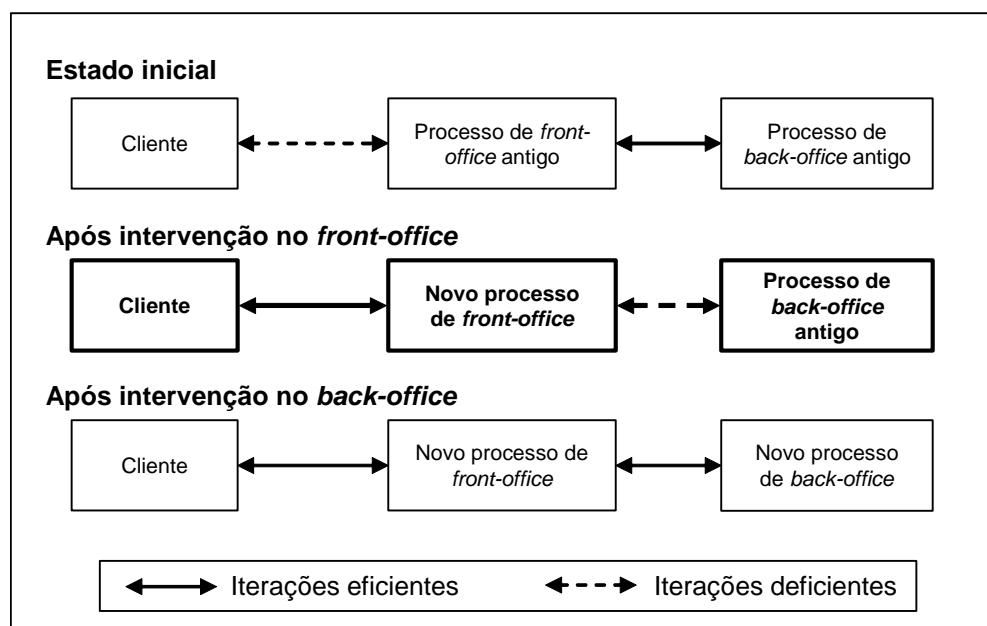 Estado inicial
Cliente
Processo de front-
office antigo
Processo de
back-office antigo
Após intervenção no front-office
Cliente
Novo processo
de front-office
Processo de
back-office
antigo
Após intervenção no back-office
Cliente
Novo processo de
front-office
Novo processo
de back-office
Iterações eficientes
Iterações deficientes